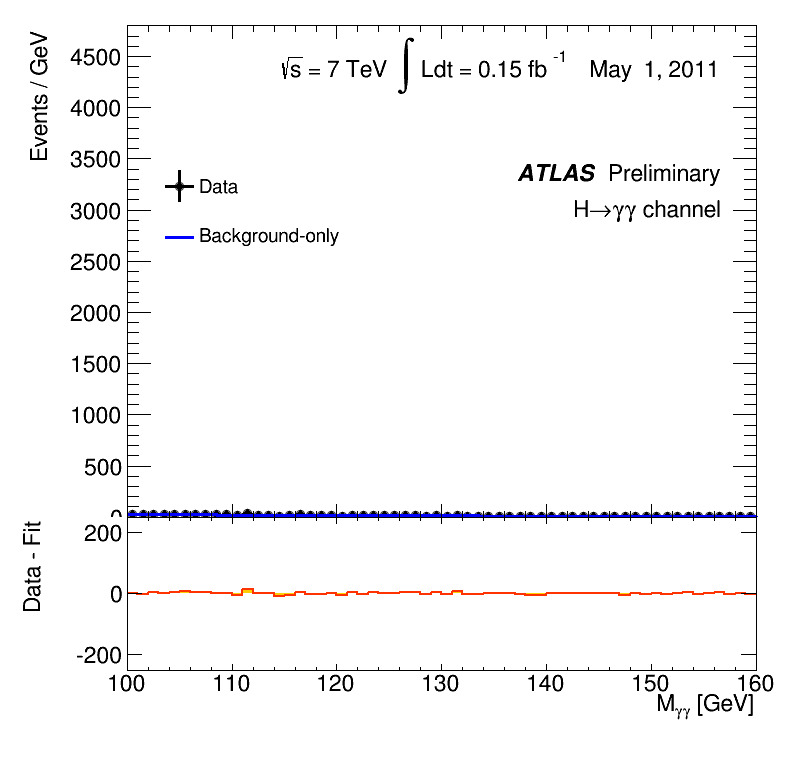 Events / GeV
4500
4000
3500
3000
2500
2000
1500
1000
500
0
√s = 7 TeV ∫ Ldt = 0.15 fb⁻¹ May 1, 2011
ATLAS Preliminary
H→γγ channel
Data
Background-only
Data - Fit
200
0
-200
100 110 120 130 140 150 160
Mγγ [GeV]